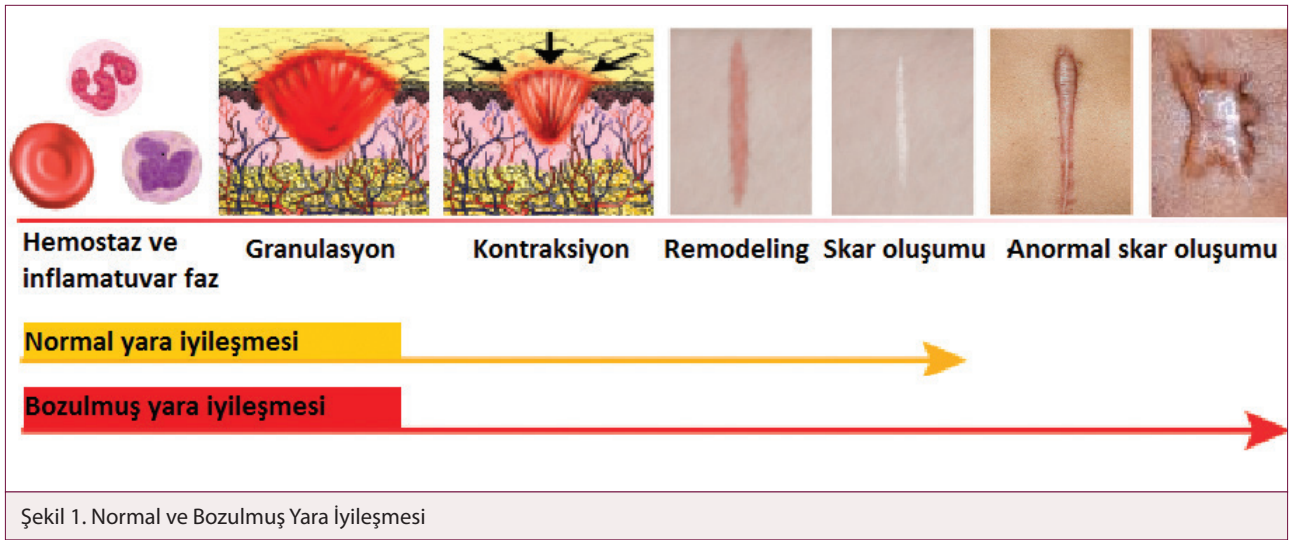 Hemostaz ve
inflamatuvar faz
Granulasyon
Kontraksiyon
Remodeling
Skar oluşumu
Anormal skar oluşumu
Normal yara iyileşmesi
Bozulmuş yara iyileşmesi
Şekil 1. Normal ve Bozulmuş Yara İyileşmesi